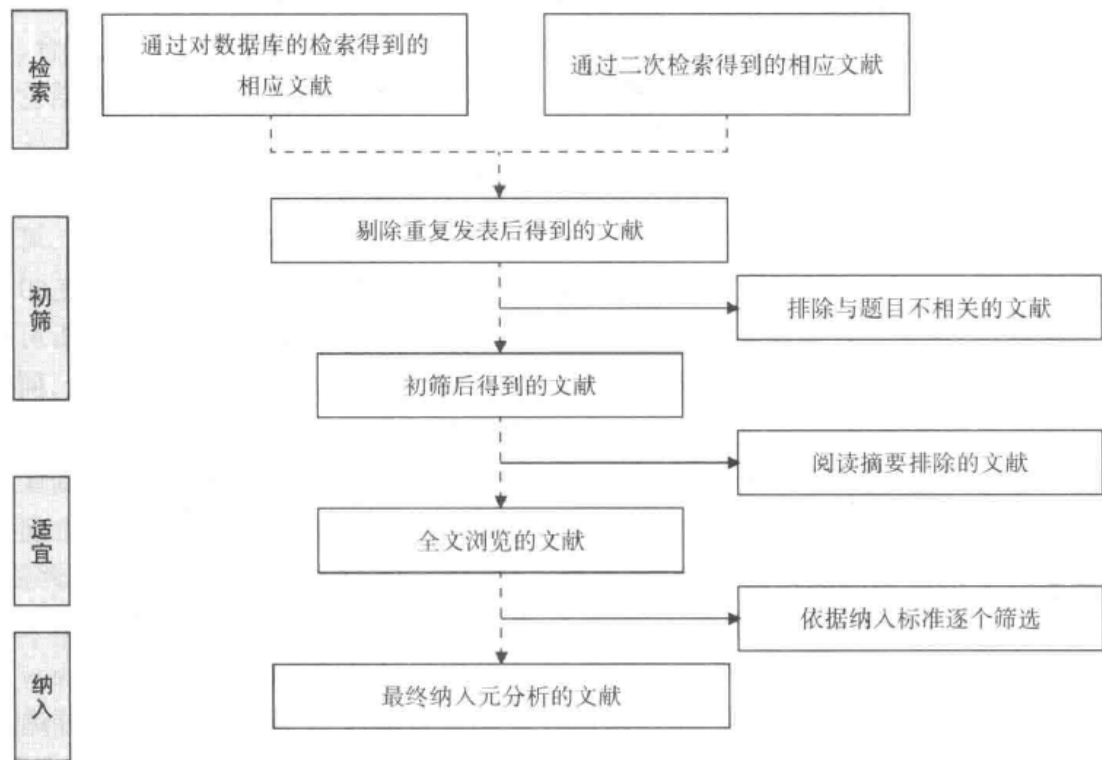 检索
通过对数据库的检索得到的
相应文献
通过二次检索得到的相应文献
初筛
剔除重复发表后得到的文献
排除与题目不相关的文献
初筛后得到的文献
阅读摘要排除的文献
适宜
全文浏览的文献
依据纳入标准逐个筛选
纳入
最终纳入元分析的文献